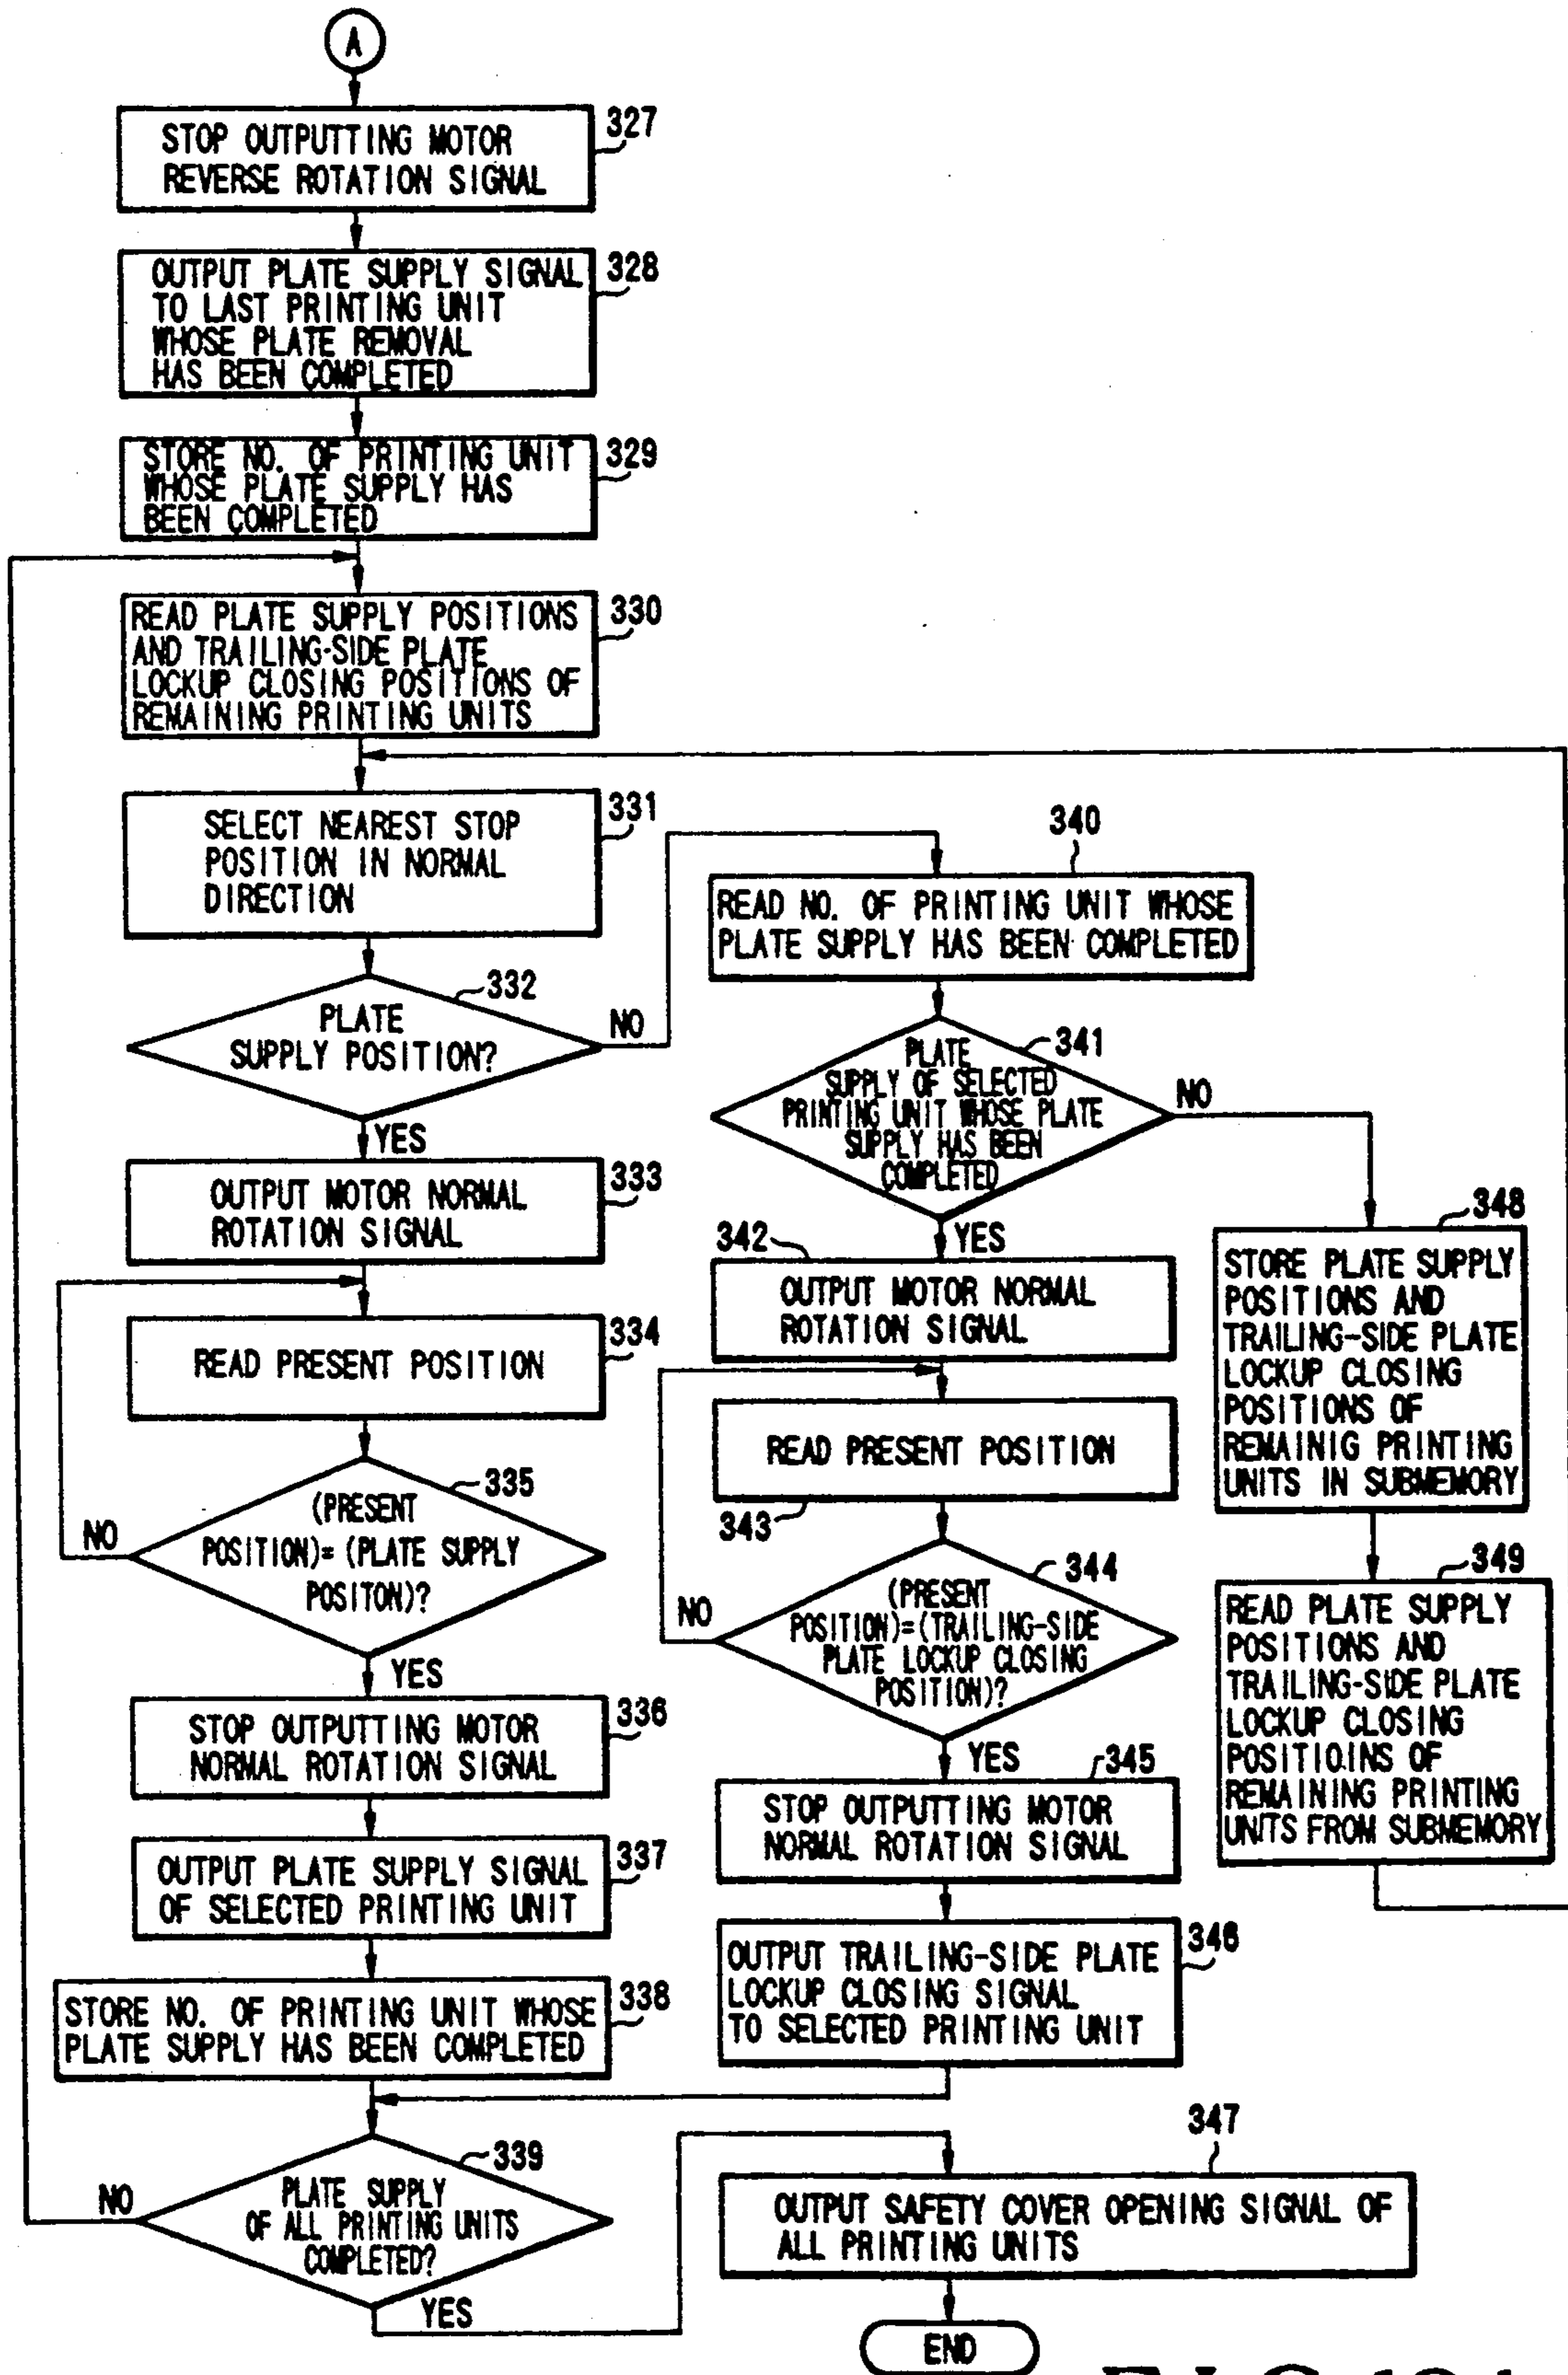 A
STOP OUTPUTTING MOTOR
REVERSE ROTATION SIGNAL
327
OUTPUT PLATE SUPPLY SIGNAL
TO LAST PRINTING UNIT
WHOSE PLATE REMOVAL
HAS BEEN COMPLETED
328
STORE NO. OF PRINTING UNIT
WHOSE PLATE SUPPLY HAS
BEEN COMPLETED
329
READ PLATE SUPPLY POSITIONS
AND TRAILING-SIDE PLATE
LOCKUP CLOSING POSITIONS OF
REMAINING PRINTING UNITS
330
SELECT NEAREST STOP
POSITION IN NORMAL
DIRECTION
331
PLATE
SUPPLY POSITION?
332
NO
YES
OUTPUT MOTOR NORMAL
ROTATION SIGNAL
333
READ PRESENT POSITION
334
(PRESENT
POSITION)= (PLATE SUPPLY
POSITON)?
335
NO
YES
STOP OUTPUTTING MOTOR
NORMAL ROTATION SIGNAL
336
OUTPUT PLATE SUPPLY SIGNAL
OF SELECTED PRINTING UNIT
337
STORE NO. OF PRINTING UNIT WHOSE
PLATE SUPPLY HAS BEEN COMPLETED
338
PLATE SUPPLY
OF ALL PRINTING UNITS
COMPLETED?
339
NO
YES
340
READ NO. OF PRINTING UNIT WHOSE
PLATE SUPPLY HAS BEEN COMPLETED
PLATE
SUPPLY OF SELECTED
PRINTING UNIT WHOSE PLATE
SUPPLY HAS BEEN
COMPLETED
341
NO
YES
342
OUTPUT MOTOR NORMAL
ROTATION SIGNAL
READ PRESENT POSITION
343
(PRESENT
POSITION)=(TRAILING-SIDE
PLATE LOCKUP CLOSING
POSITION)?
344
NO
YES
345
STOP OUTPUTTING MOTOR
NORMAL ROTATION SIGNAL
OUTPUT TRAILING-SIDE PLATE
LOCKUP CLOSING SIGNAL
TO SELECTED PRINTING UNIT
346
347
OUTPUT SAFETY COVER OPENING SIGNAL OF
ALL PRINTING UNITS
END
348
STORE PLATE SUPPLY
POSITIONS AND
TRAILING-SIDE PLATE
LOCKUP CLOSING
POSITIONS OF
REMAINIG PRINTING
UNITS IN SUBMEMORY
349
READ PLATE SUPPLY
POSITIONS AND
TRAILING-SIDE PLATE
LOCKUP CLOSING
POSITIO.INS OF
REMAINING PRINTING
UNITS FROM SUBMEMORY